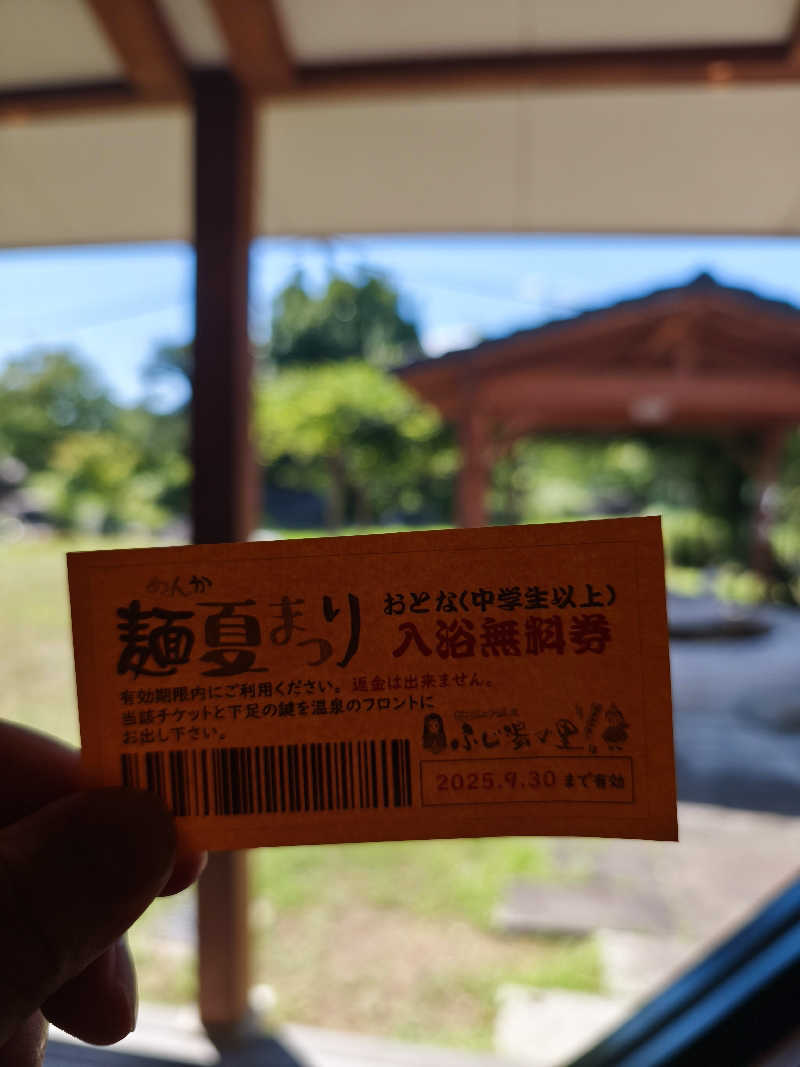 めんか
麺夏まつり
おとな(中学生以上)
入浴無料券
有効期限内にご利用ください。返金は出来ません。
当該チケットと下足の鍵を温泉のフロントに
お出し下さい。
ふじ湯の里
2025.9.30 まで有効